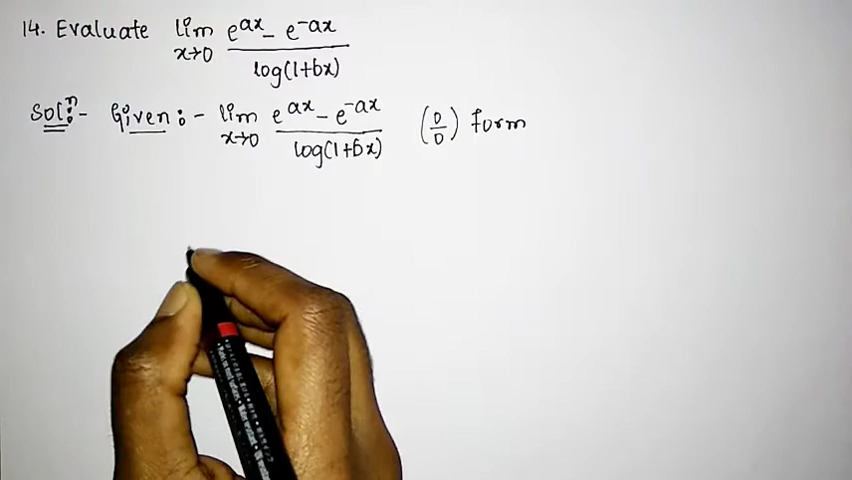 14. Evaluate lim x→0 e^ax - e^-ax / log(1+bx)
Solⁿ:- Given:- lim x→0 e^ax - e^-ax / log(1+bx) (0/0) form